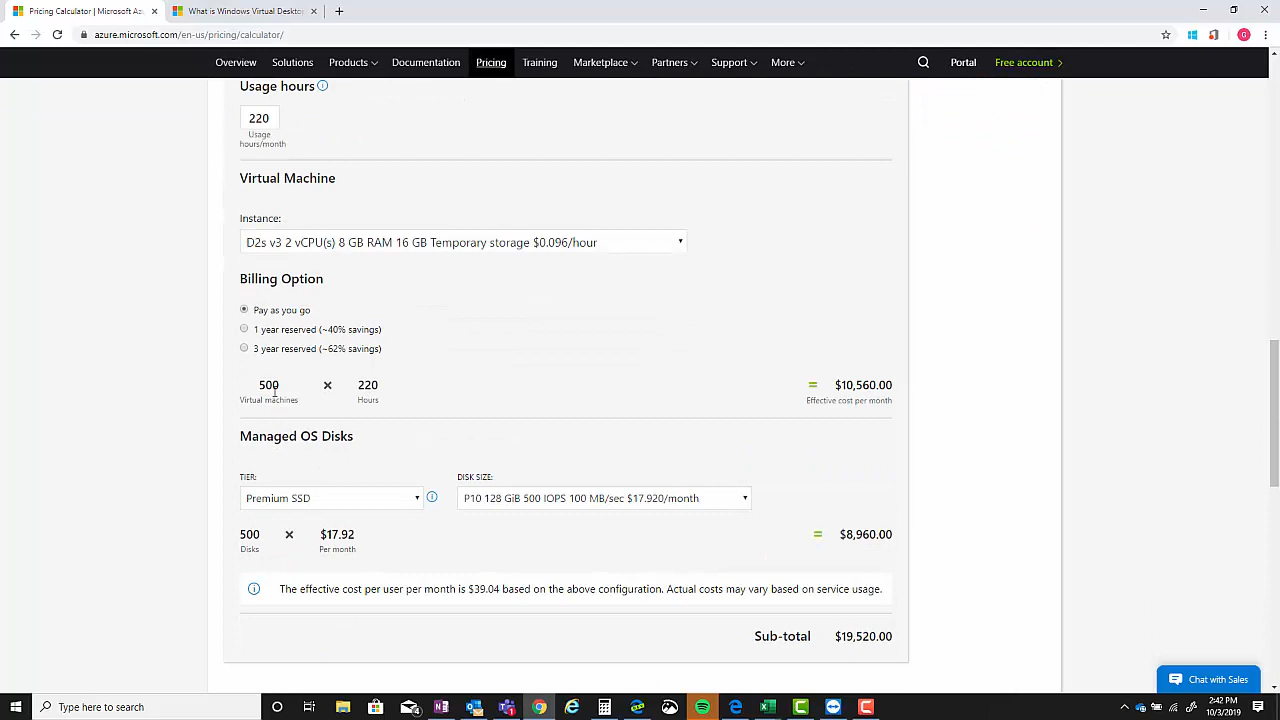 Pricing Calculator | Microsoft Az
What is Windows Virtual Deskto
azure.microsoft.com/en-us/pricing/calculator/
Overview Solutions Products Documentation Pricing Training Marketplace Partners Support More Portal Free account
Usage hours
220
Usage
hours/month
Virtual Machine
Instance:
D2s v3 2 vCPU(s) 8 GB RAM 16 GB Temporary storage $0.096/hour
Billing Option
Pay as you go
1 year reserved (~40% savings)
3 year reserved (~62% savings)
500 × 220 = $10,560.00
Virtual machines Hours Effective cost per month
Managed OS Disks
TIER: DISK SIZE:
Premium SSD P10 128 GiB 500 IOPS 100 MB/sec $17.920/month
500 × $17.92 = $8,960.00
Disks Per month
The effective cost per user per month is $39.04 based on the above configuration. Actual costs may vary based on service usage.
Sub-total $19,520.00
Chat with Sales
Type here to search
2:42 PM
10/3/2019